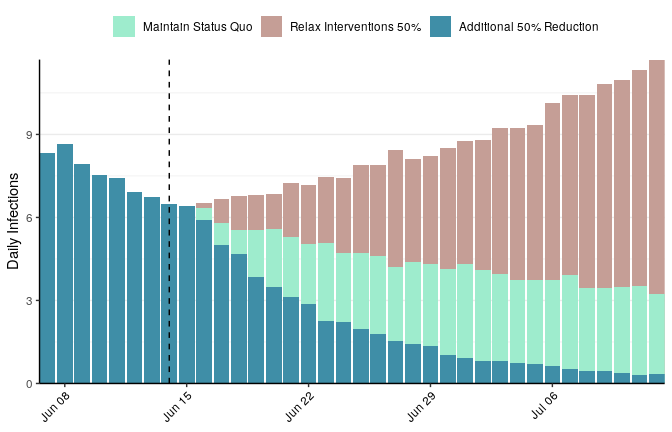 Maintain Status Quo Relax Interventions 50% Additional 50% Reduction
Daily Infections
9
6
3
0
Jun 08 Jun 15 Jun 22 Jun 29 Jul 06